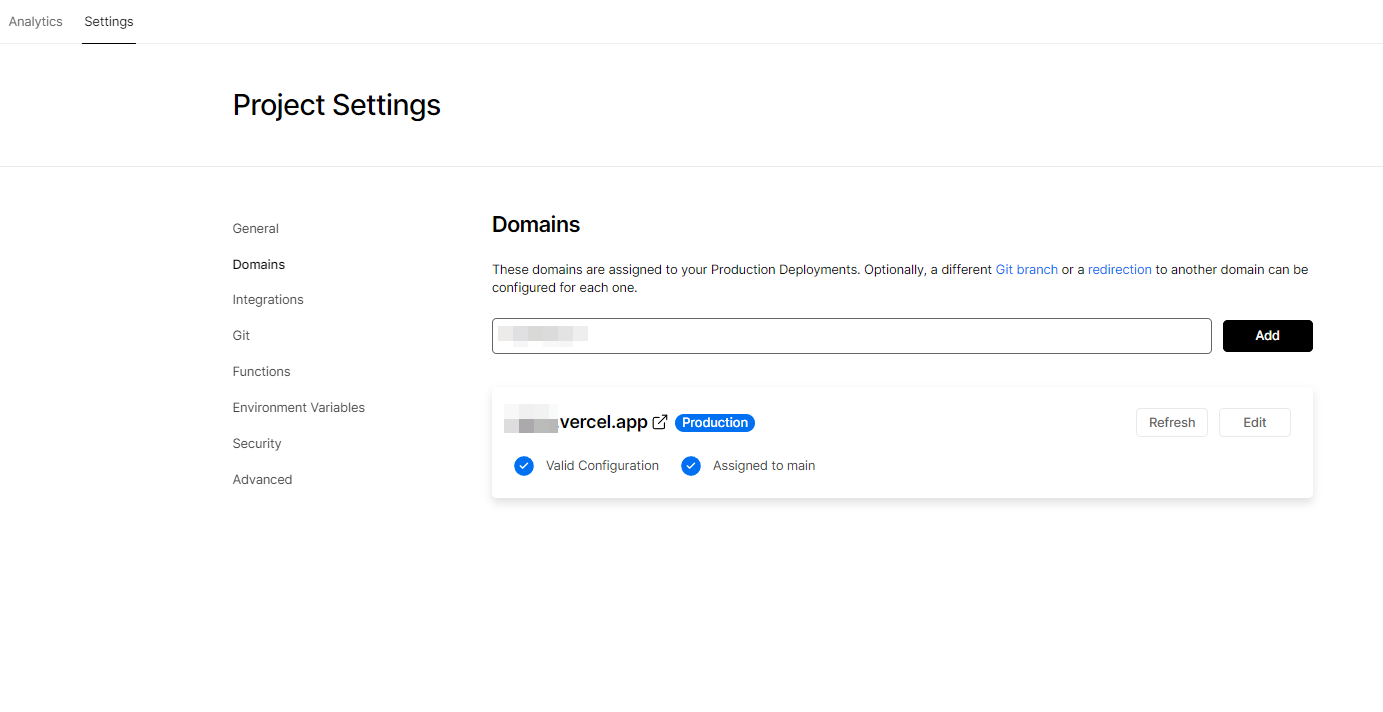 Analytics
Settings
Project Settings
General
Domains
Integrations
Git
Functions
Environment Variables
Security
Advanced
Domains
These domains are assigned to your Production Deployments. Optionally, a different Git branch or a redirection to another domain can be
configured for each one.
Add
vercel.app Production
Refresh
Edit
Valid Configuration
Assigned to main